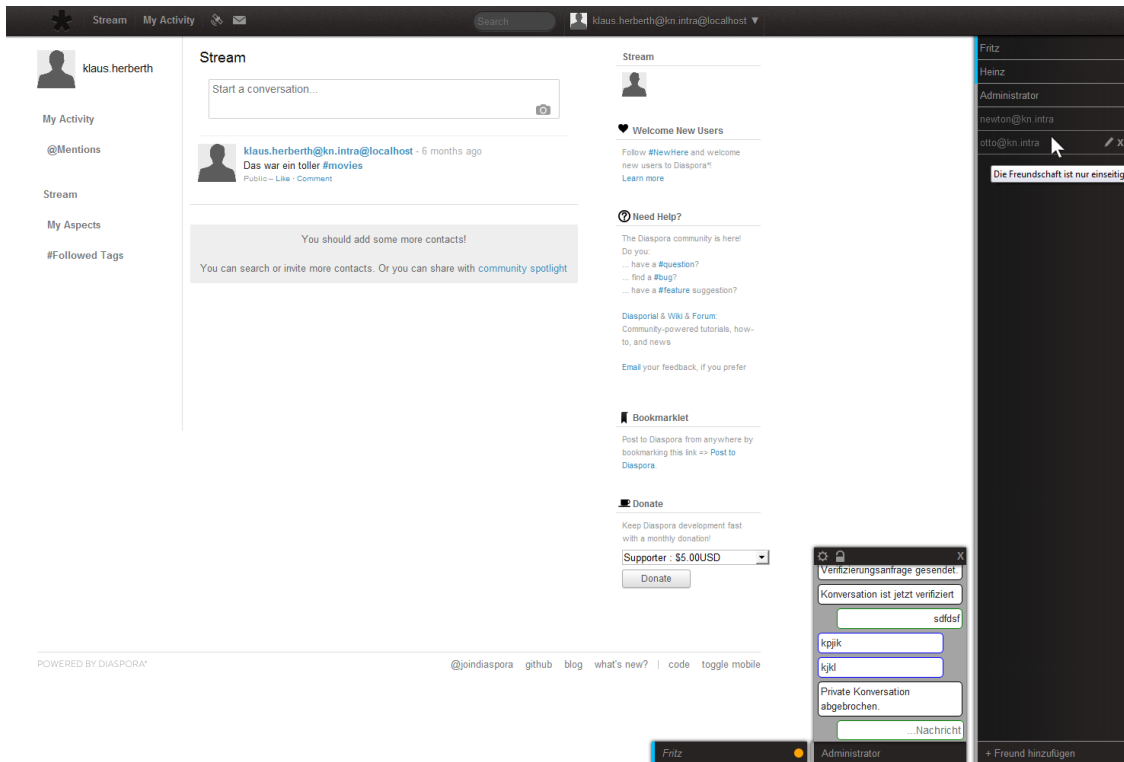 Stream My Activity
Search
klaus.herberth@kn.intra@localhost ▼
klaus.herberth
My Activity
@Mentions
Stream
My Aspects
#Followed Tags
Stream
Start a conversation...
klaus.herberth@kn.intra@localhost - 6 months ago
Das war ein toller #movies
Public – Like · Comment
You should add some more contacts!
You can search or invite more contacts. Or you can share with community spotlight
Stream
Welcome New Users
Follow #NewHere and welcome
new users to Diaspora*!
Learn more
Need Help?
The Diaspora community is here!
Do you:
... have a #question?
... find a #bug?
... have a #feature suggestion?
Diasporial & Wiki & Forum:
Community-powered tutorials, how-
to, and news
Email your feedback, if you prefer
Bookmarklet
Post to Diaspora from anywhere by
bookmarking this link => Post to
Diaspora.
Donate
Keep Diaspora development fast
with a monthly donation!
Supporter : $5.00USD
Donate
POWERED BY DIASPORA*
@joindiaspora github blog what's new? | code toggle mobile
Fritz
Heinz
Administrator
newton@kn.intra
otto@kn.intra X
Die Freundschaft ist nur einseitig
X
Verifizierungsanfrage gesendet.
Konversation ist jetzt verifiziert
sdfdsf
kpjik
kjkl
Private Konversation
abgebrochen.
...Nachricht
Fritz
Administrator
+ Freund hinzufügen